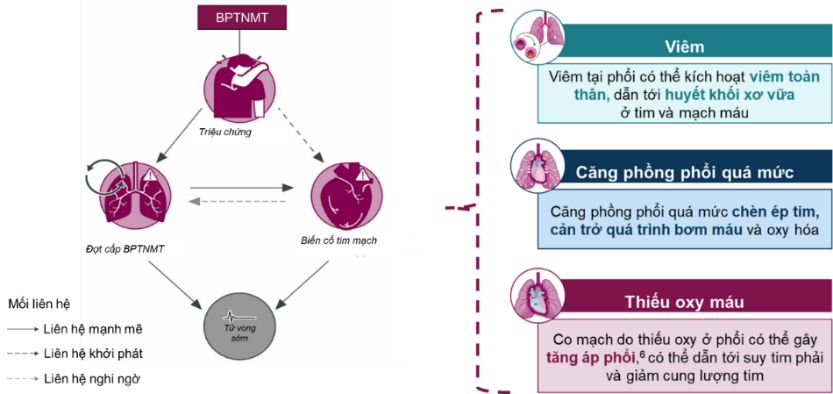 BPTNMT
Triệu chứng
Đợt cấp BPTNMT
Biến cố tim mạch
Tử vong
sớm
Mối liên hệ
Liên hệ mạnh mẽ
Liên hệ khởi phát
Liên hệ nghi ngờ
Viêm
Viêm tại phổi có thể kích hoạt viêm toàn
thân, dẫn tới huyết khối xơ vữa
ở tim và mạch máu
Căng phồng phổi quá mức
Căng phồng phổi quá mức chèn ép tim,
cản trở quá trình bơm máu và oxy hóa
Thiếu oxy máu
Co mạch do thiếu oxy ở phổi có thể gây
tăng áp phổi,⁶ có thể dẫn tới suy tim phải
và giảm cung lượng tim